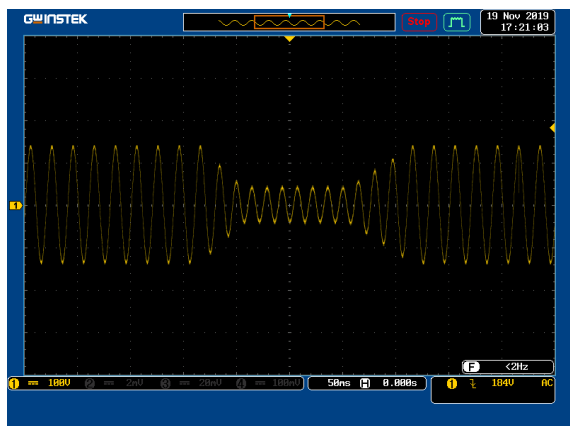 GWINSTEK
Stop
19 Nov 2019
17:21:03
1
F <2Hz
1 100V 2 2mV 3 20mV 4 100mV
50ms H 0.000s
1 184V AC